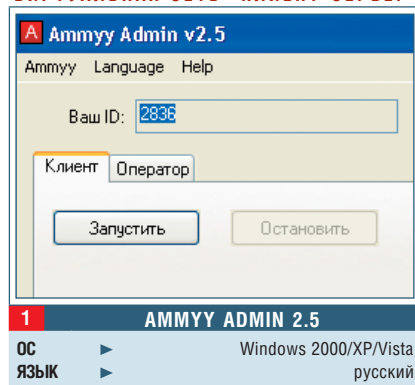 Ammyy Admin v2.5
Ammyy Language Help
Ваш ID: 2836
Клиент Оператор
Запустить Остановить
1 AMMYY ADMIN 2.5
ОС ► Windows 2000/XP/Vista
ЯЗЫК ► русский